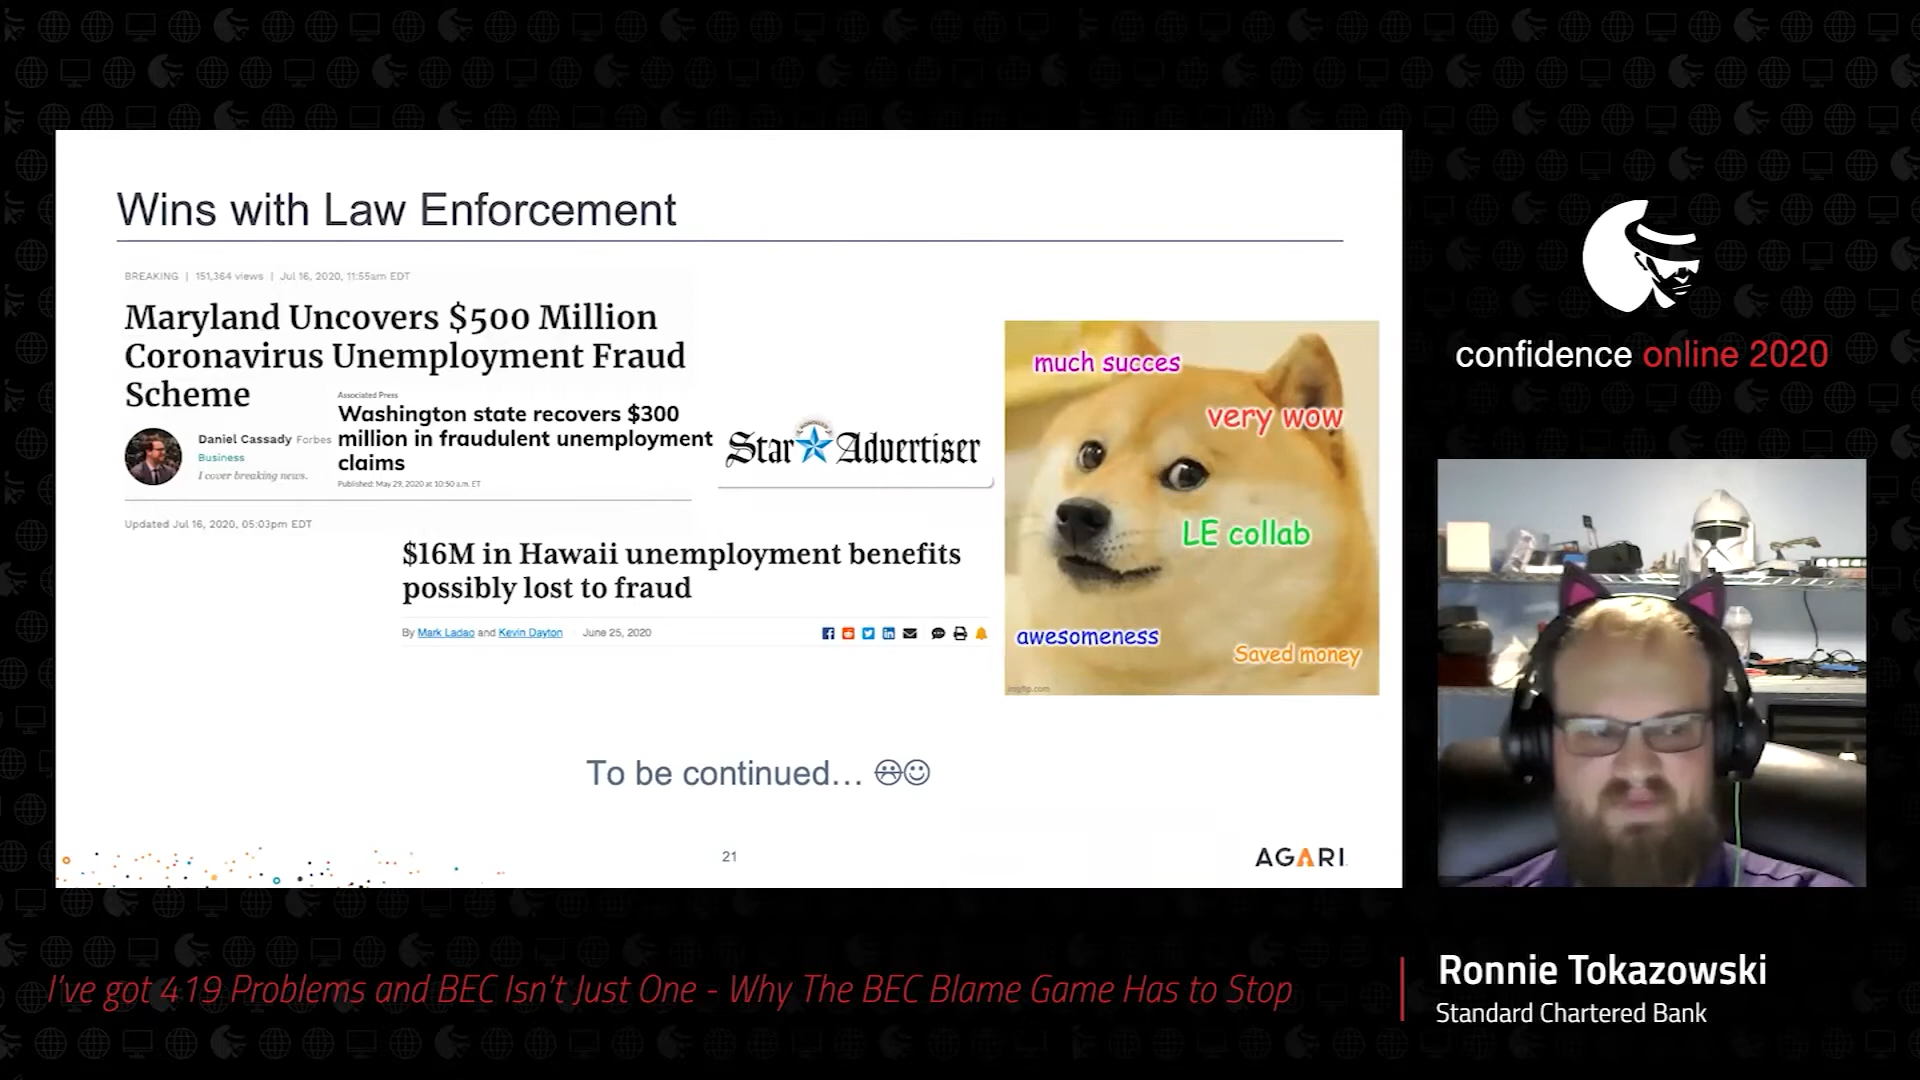 Wins with Law Enforcement
BREAKING | 151,364 views | Jul 16, 2020, 11:55am EDT
Maryland Uncovers $500 Million
Coronavirus Unemployment Fraud
Scheme
Daniel Cassady Forbes
Business
I cover breaking news.
Updated Jul 16, 2020, 05:03pm EDT
Associated Press
Washington state recovers $300
million in fraudulent unemployment
claims
Published: May 29, 2020 at 10:50 a.m. ET
Star Advertiser
$16M in Hawaii unemployment benefits
possibly lost to fraud
By Mark Ladao and Kevin Dayton June 25, 2020
much succes
very wow
LE collab
awesomeness
Saved money
imgflip.com
To be continued...
21
AGARI
confidence online 2020
I've got 419 Problems and BEC Isn't Just One - Why The BEC Blame Game Has to Stop
Ronnie Tokazowski
Standard Chartered Bank